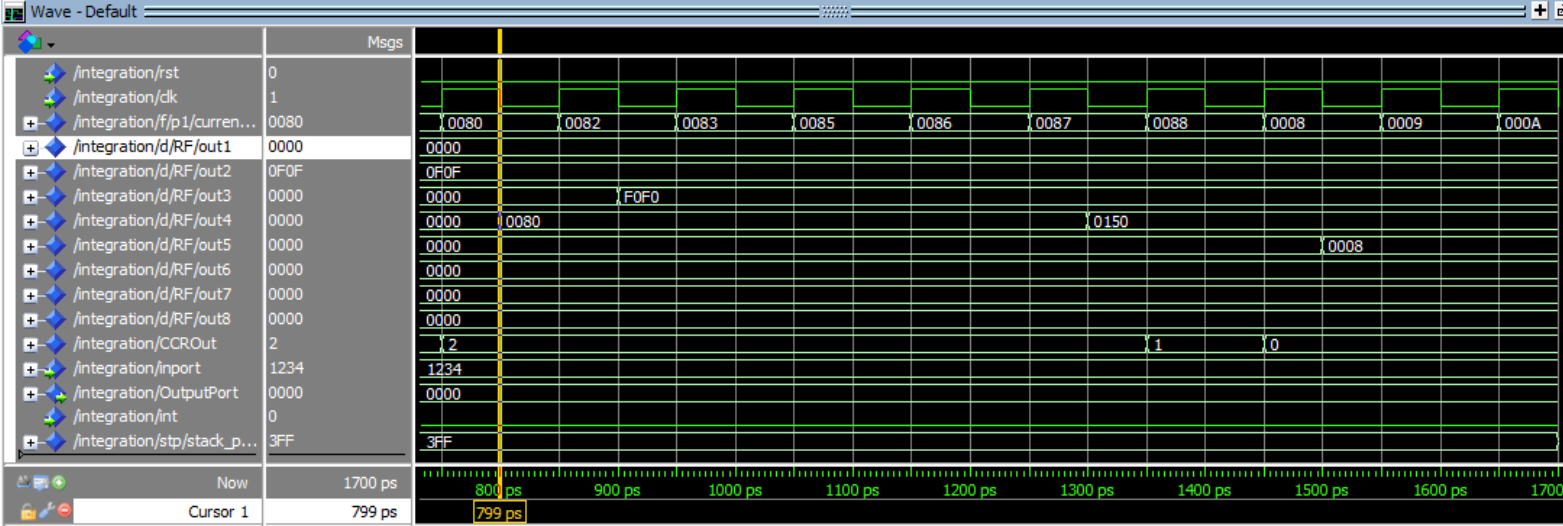 Wave - Default
Msgs
/integration/rst 0
/integration/clk 1
/integration/f/p1/curren... 0080 0080 0082 0083 0085 0086 0087 0088 0008 0009 000A
/integration/d/RF/out1 0000 0000
/integration/d/RF/out2 0F0F 0F0F
/integration/d/RF/out3 0000 0000 F0F0
/integration/d/RF/out4 0000 0000 0080 0150
/integration/d/RF/out5 0000 0000 0008
/integration/d/RF/out6 0000 0000
/integration/d/RF/out7 0000 0000
/integration/d/RF/out8 0000 0000
/integration/CCROut 2 2 1 0
/integration/inport 1234 1234
/integration/OutputPort 0000 0000
/integration/int 0
/integration/stp/stack_p... 3FF 3FF
Now 1700 ps 800 ps 900 ps 1000 ps 1100 ps 1200 ps 1300 ps 1400 ps 1500 ps 1600 ps 1700
Cursor 1 799 ps 799 ps